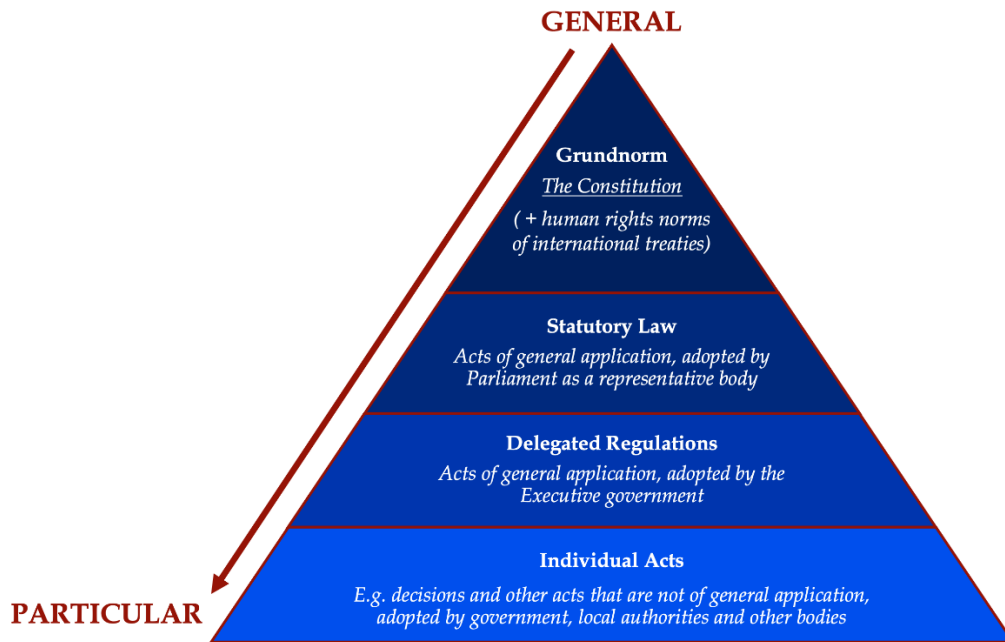 GENERAL
Grundnorm
The Constitution
( + human rights norms
of international treaties)
Statutory Law
Acts of general application, adopted by
Parliament as a representative body
Delegated Regulations
Acts of general application, adopted by the
Executive government
Individual Acts
E.g. decisions and other acts that are not of general application,
adopted by government, local authorities and other bodies
PARTICULAR